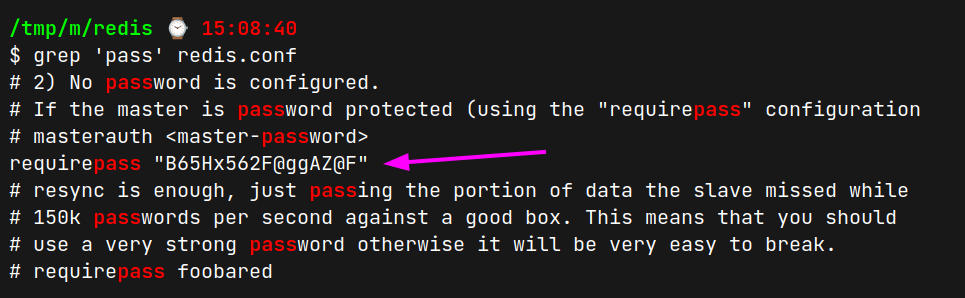 /tmp/m/redis ⌚ 15:08:40
$ grep 'pass' redis.conf
# 2) No password is configured.
# If the master is password protected (using the "requirepass" configuration
# masterauth <master-password>
requirepass "B65Hx562F@ggAZ@F"
# resync is enough, just passing the portion of data the slave missed while
# 150k passwords per second against a good box. This means that you should
# use a very strong password otherwise it will be very easy to break.
# requirepass foobared